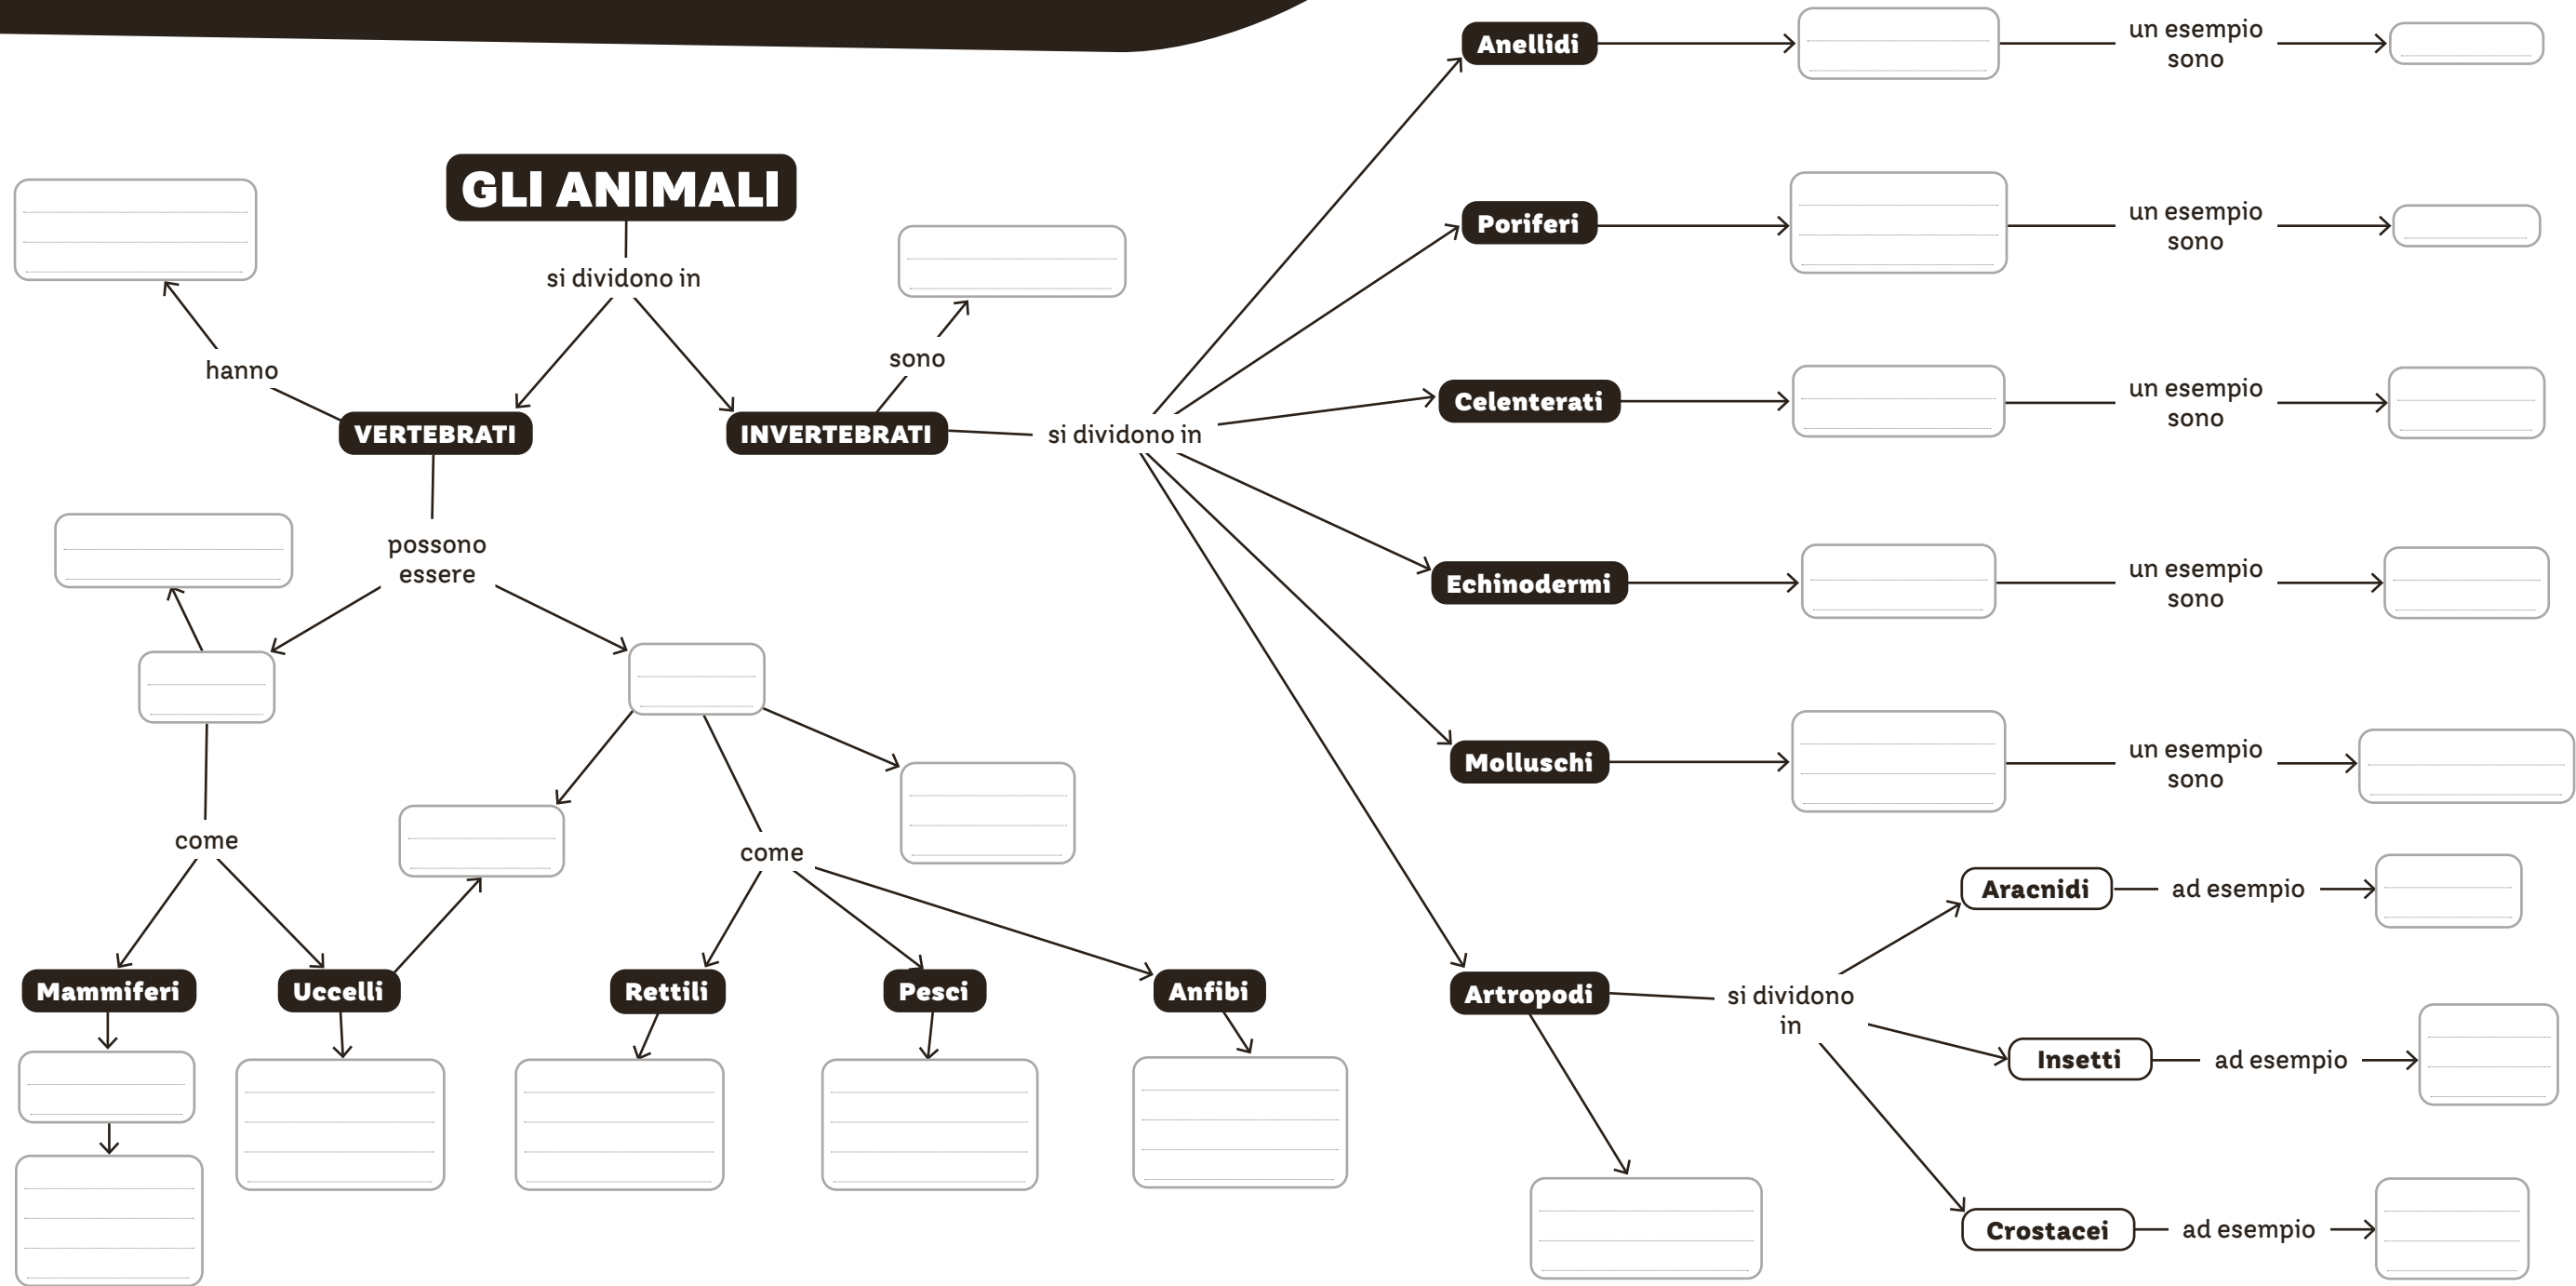 GLI ANIMALI
si dividono in
hanno
sono
VERTEBRATI
INVERTEBRATI
si dividono in
possono
essere
come
come
Mammiferi
Uccelli
Rettili
Pesci
Anfibi
Anellidi
un esempio
sono
Poriferi
un esempio
sono
Celenterati
un esempio
sono
Echinodermi
un esempio
sono
Molluschi
un esempio
sono
Artropodi
si dividono
in
Aracnidi
ad esempio
Insetti
ad esempio
Crostacei
ad esempio